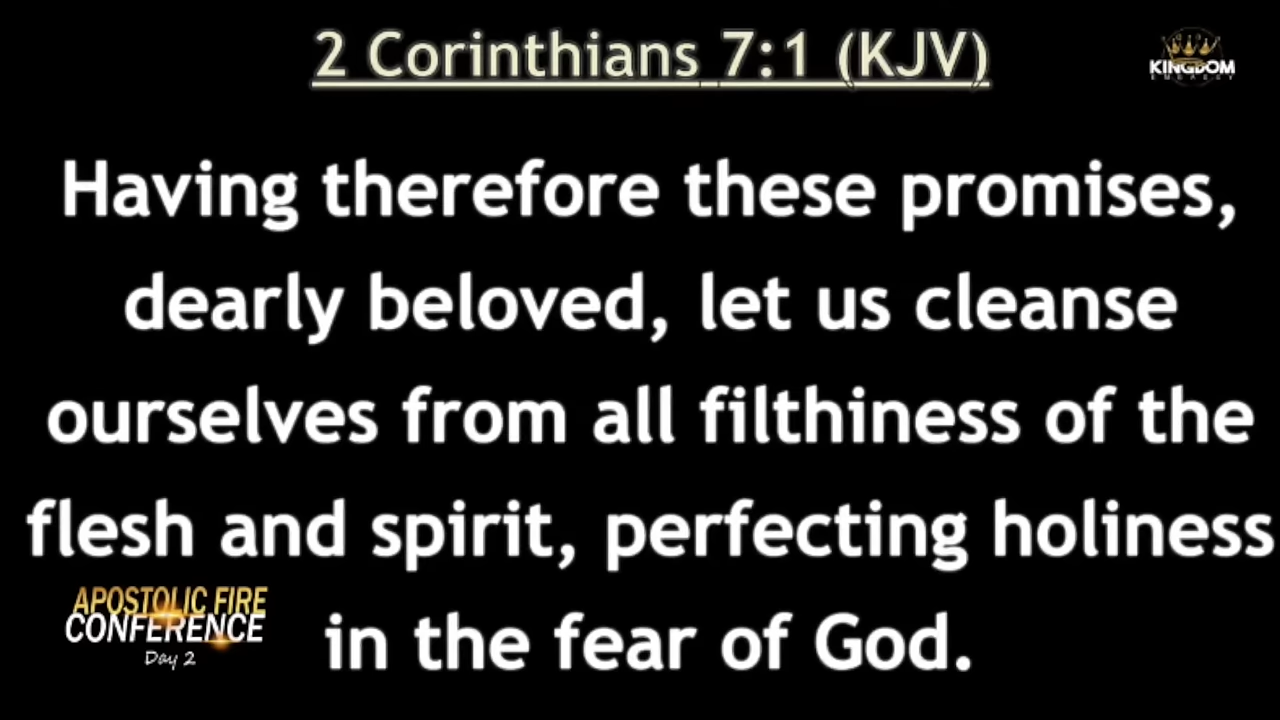 2 Corinthians 7:1 (KJV)
KINGDOM
EMBASSY
Having therefore these promises,
dearly beloved, let us cleanse
ourselves from all filthiness of the
flesh and spirit, perfecting holiness
in the fear of God.
APOSTOLIC FIRE
CONFERENCE
Day 2